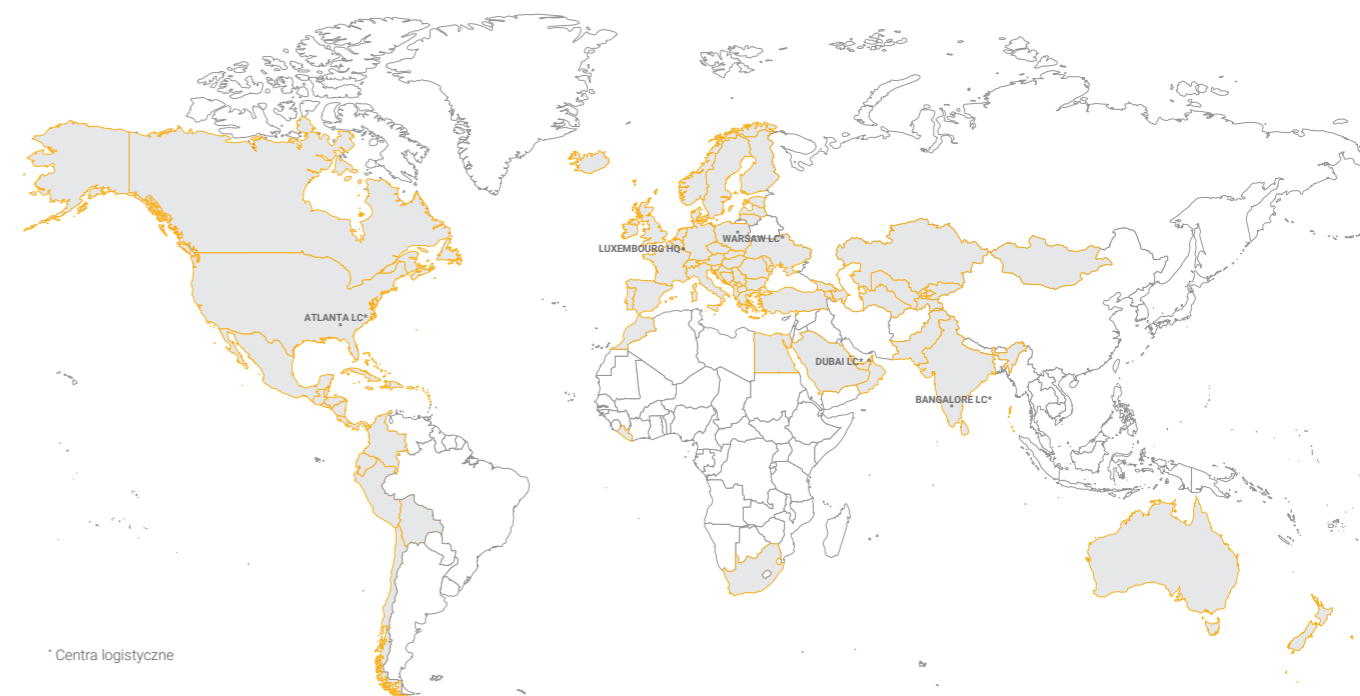 WARSAW LC*
LUXEMBOURG HQ*
ATLANTA LC*
DUBAI LC*
BANGALORE LC*
* Centra logistyczne